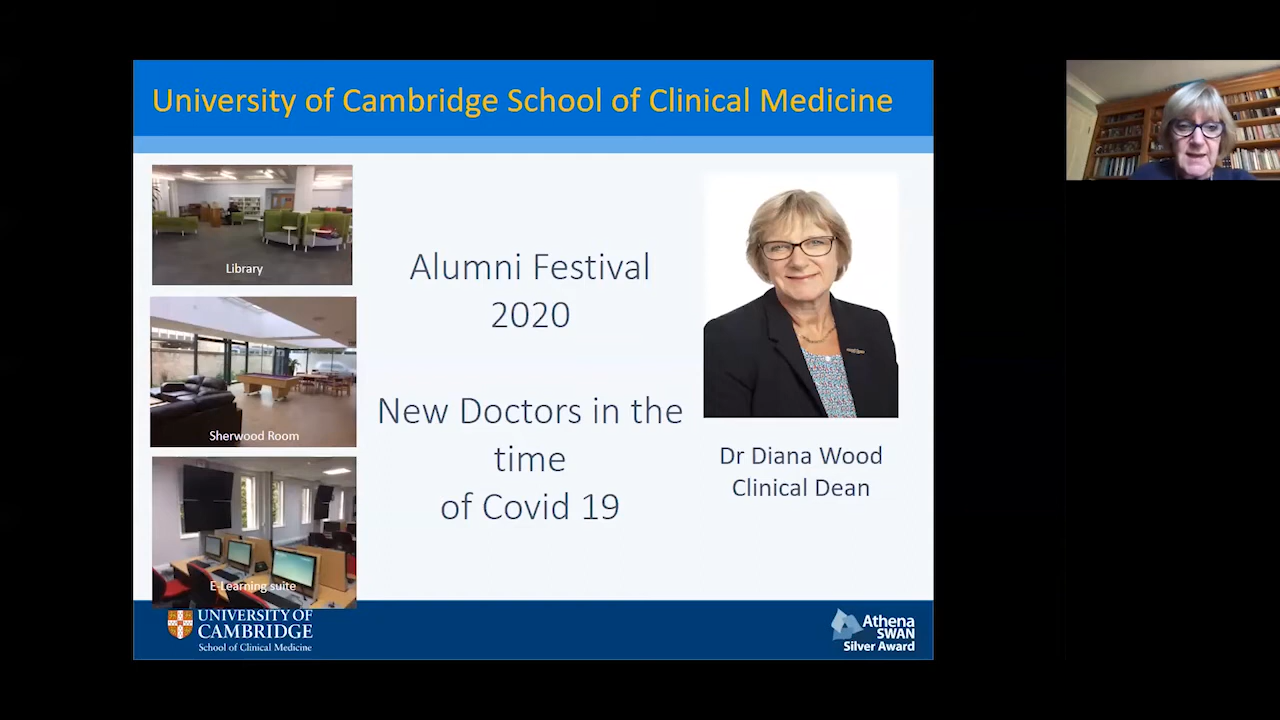 University of Cambridge School of Clinical Medicine
Library
Sherwood Room
E-Learning suite
Alumni Festival
2020
New Doctors in the
time
of Covid 19
Dr Diana Wood
Clinical Dean
UNIVERSITY OF
CAMBRIDGE
School of Clinical Medicine
Athena
SWAN
Silver Award